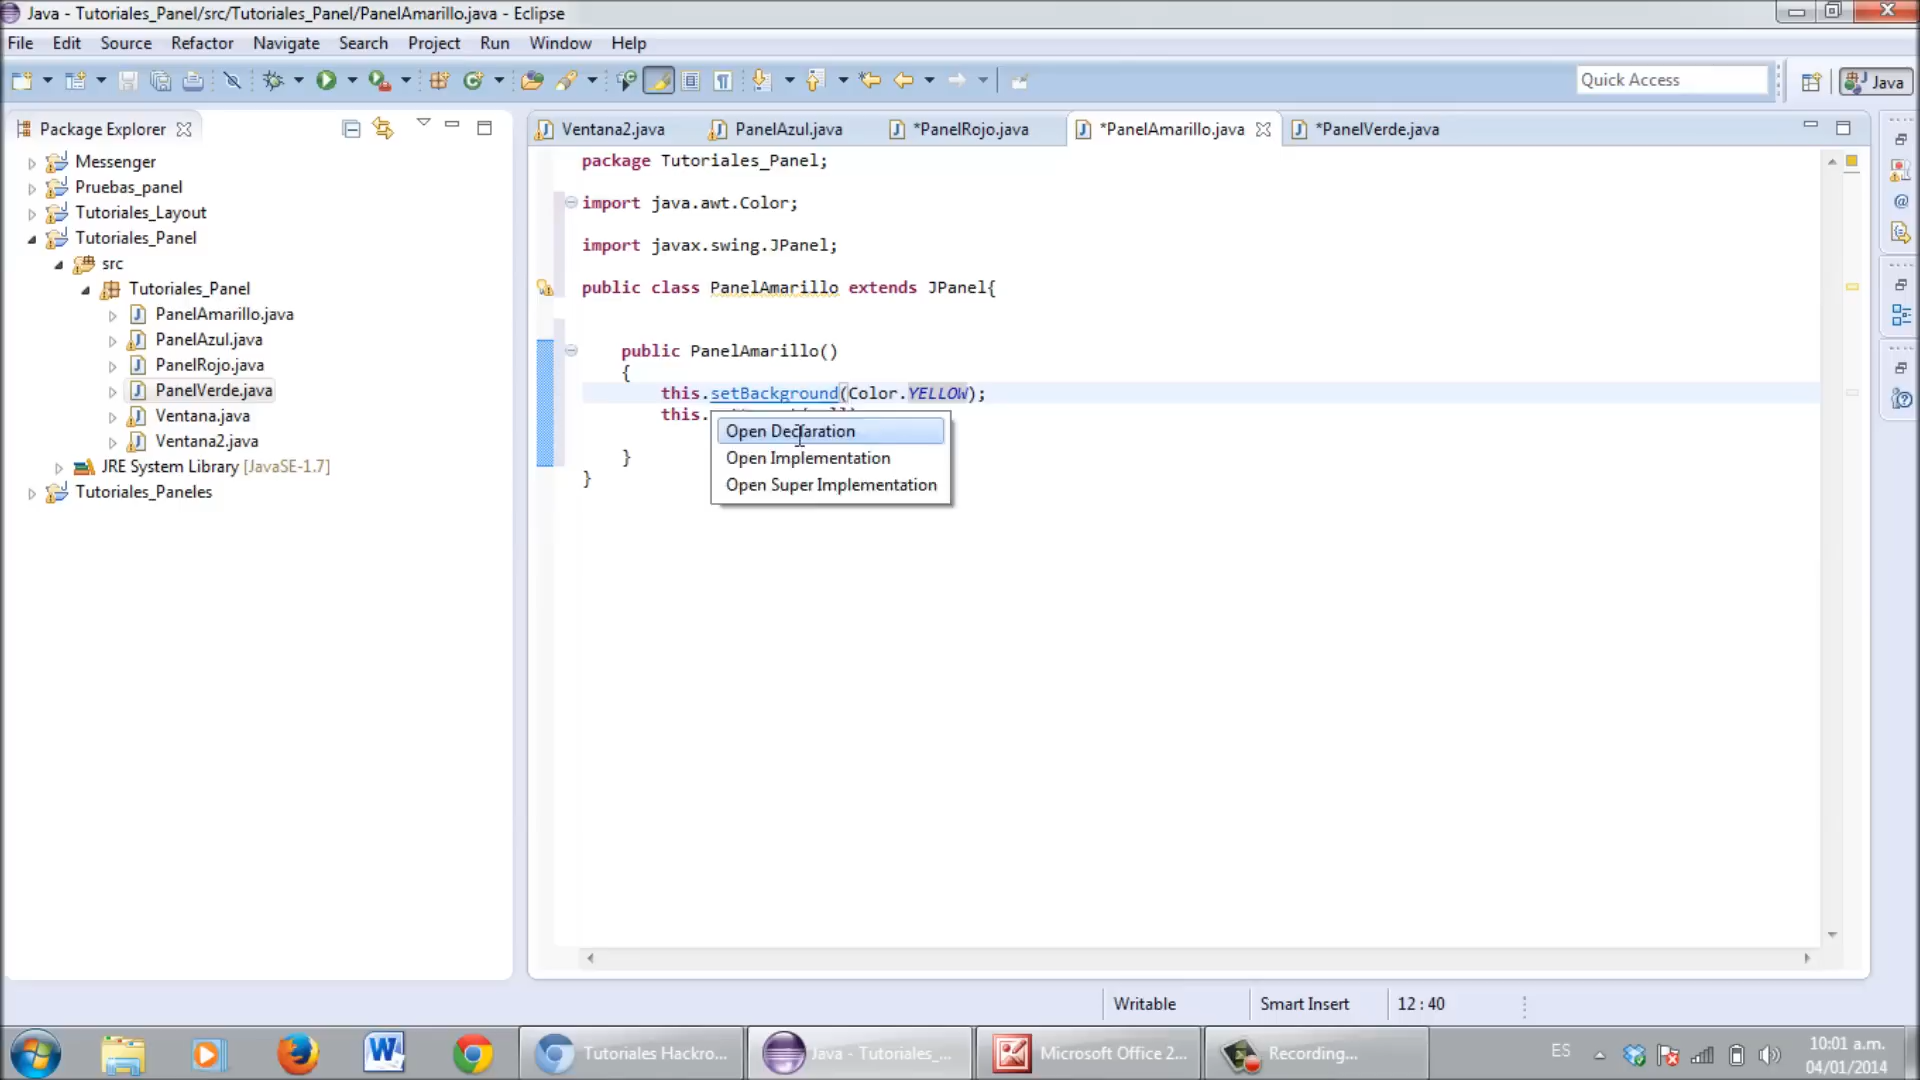 Java - Tutoriales_Panel/src/Tutoriales_Panel/PanelAmarillo.java - Eclipse
File Edit Source Refactor Navigate Search Project Run Window Help
Quick Access
Java
Package Explorer
Messenger
Pruebas_panel
Tutoriales_Layout
Tutoriales_Panel
src
Tutoriales_Panel
PanelAmarillo.java
PanelAzul.java
PanelRojo.java
PanelVerde.java
Ventana.java
Ventana2.java
JRE System Library [JavaSE-1.7]
Tutoriales_Paneles
Ventana2.java PanelAzul.java *PanelRojo.java *PanelAmarillo.java *PanelVerde.java
package Tutoriales_Panel;
import java.awt.Color;
import javax.swing.JPanel;
public class PanelAmarillo extends JPanel{
public PanelAmarillo()
{
this.setBackground(Color.YELLOW);
this.
Open Declaration
Open Implementation
Open Super Implementation
}
}
Writable Smart Insert 12 : 40
Tutoriales Hackro...
Java - Tutoriales_...
Microsoft Office 2...
Recording...
ES
10:01 a.m.
04/01/2014